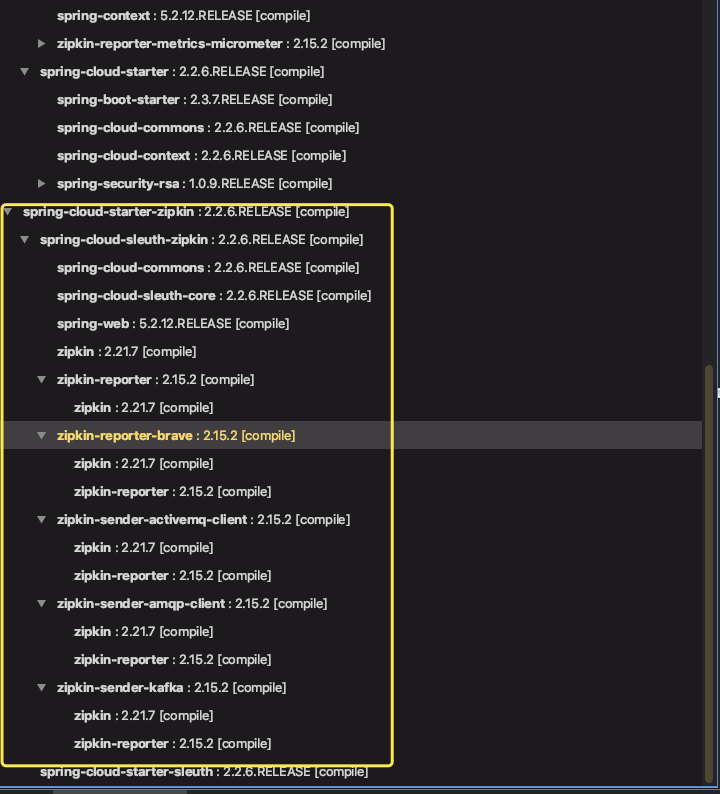 spring-context : 5.2.12.RELEASE [compile]
zipkin-reporter-metrics-micrometer : 2.15.2 [compile]
spring-cloud-starter : 2.2.6.RELEASE [compile]
spring-boot-starter : 2.3.7.RELEASE [compile]
spring-cloud-commons : 2.2.6.RELEASE [compile]
spring-cloud-context : 2.2.6.RELEASE [compile]
spring-security-rsa : 1.0.9.RELEASE [compile]
spring-cloud-starter-zipkin : 2.2.6.RELEASE [compile]
spring-cloud-sleuth-zipkin : 2.2.6.RELEASE [compile]
spring-cloud-commons : 2.2.6.RELEASE [compile]
spring-cloud-sleuth-core : 2.2.6.RELEASE [compile]
spring-web : 5.2.12.RELEASE [compile]
zipkin : 2.21.7 [compile]
zipkin-reporter : 2.15.2 [compile]
zipkin : 2.21.7 [compile]
zipkin-reporter-brave : 2.15.2 [compile]
zipkin : 2.21.7 [compile]
zipkin-reporter : 2.15.2 [compile]
zipkin-sender-activemq-client : 2.15.2 [compile]
zipkin : 2.21.7 [compile]
zipkin-reporter : 2.15.2 [compile]
zipkin-sender-amqp-client : 2.15.2 [compile]
zipkin : 2.21.7 [compile]
zipkin-reporter : 2.15.2 [compile]
zipkin-sender-kafka : 2.15.2 [compile]
zipkin : 2.21.7 [compile]
zipkin-reporter : 2.15.2 [compile]
spring-cloud-starter-sleuth : 2.2.6.RELEASE [compile]